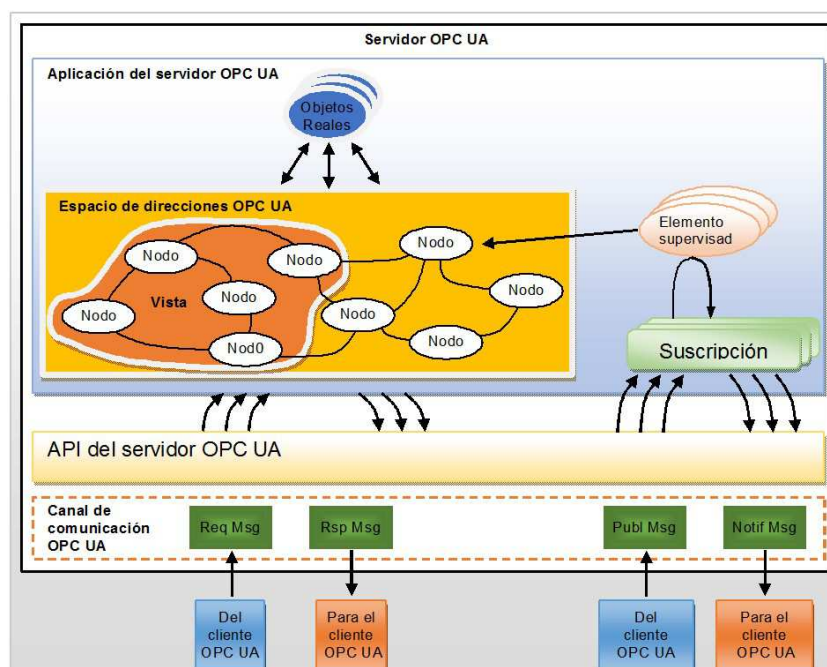 Servidor OPC UA
Aplicación del servidor OPC UA
Objetos
Reales
Espacio de direcciones OPC UA
Nodo
Nodo
Nodo
Nodo
Nodo
Vista
Nodo
Nodo
Nodo
Nod0
Nodo
Elemento
supervisad
Suscripción
API del servidor OPC UA
Canal de
comunicación
OPC UA
Req Msg
Rsp Msg
Publ Msg
Notif Msg
Del
cliente
OPC UA
Para el
cliente
OPC UA
Del
cliente
OPC UA
Para el
cliente
OPC UA